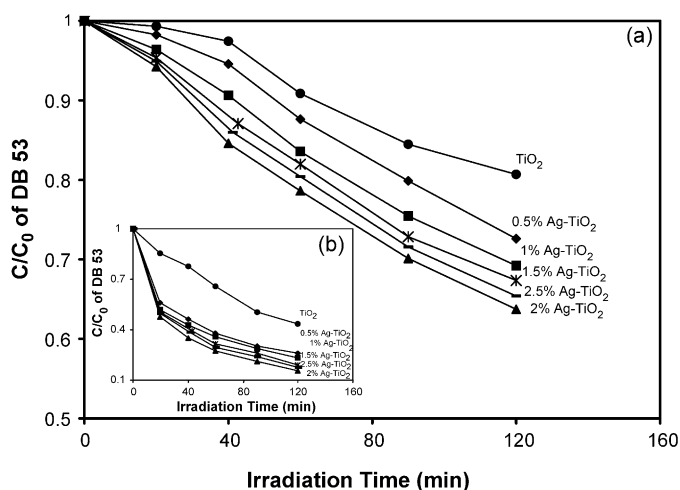 1
(a)
0.9
C/C₀ of DB 53
0.8
TiO₂
0.5% Ag-TiO₂
1% Ag-TiO₂
1.5% Ag-TiO₂
2.5% Ag-TiO₂
2% Ag-TiO₂
0.7
0.6
0.5
0
40
80
120
160
Irradiation Time (min)
1
(b)
0.7
C/C₀ of DB 53
0.4
0.1
TiO₂
0.5% Ag-TiO₂
1% Ag-TiO₂
1.5% Ag-TiO₂
2.5% Ag-TiO₂
2% Ag-TiO₂
0
40
80
120
160
Irradiation Time (min)